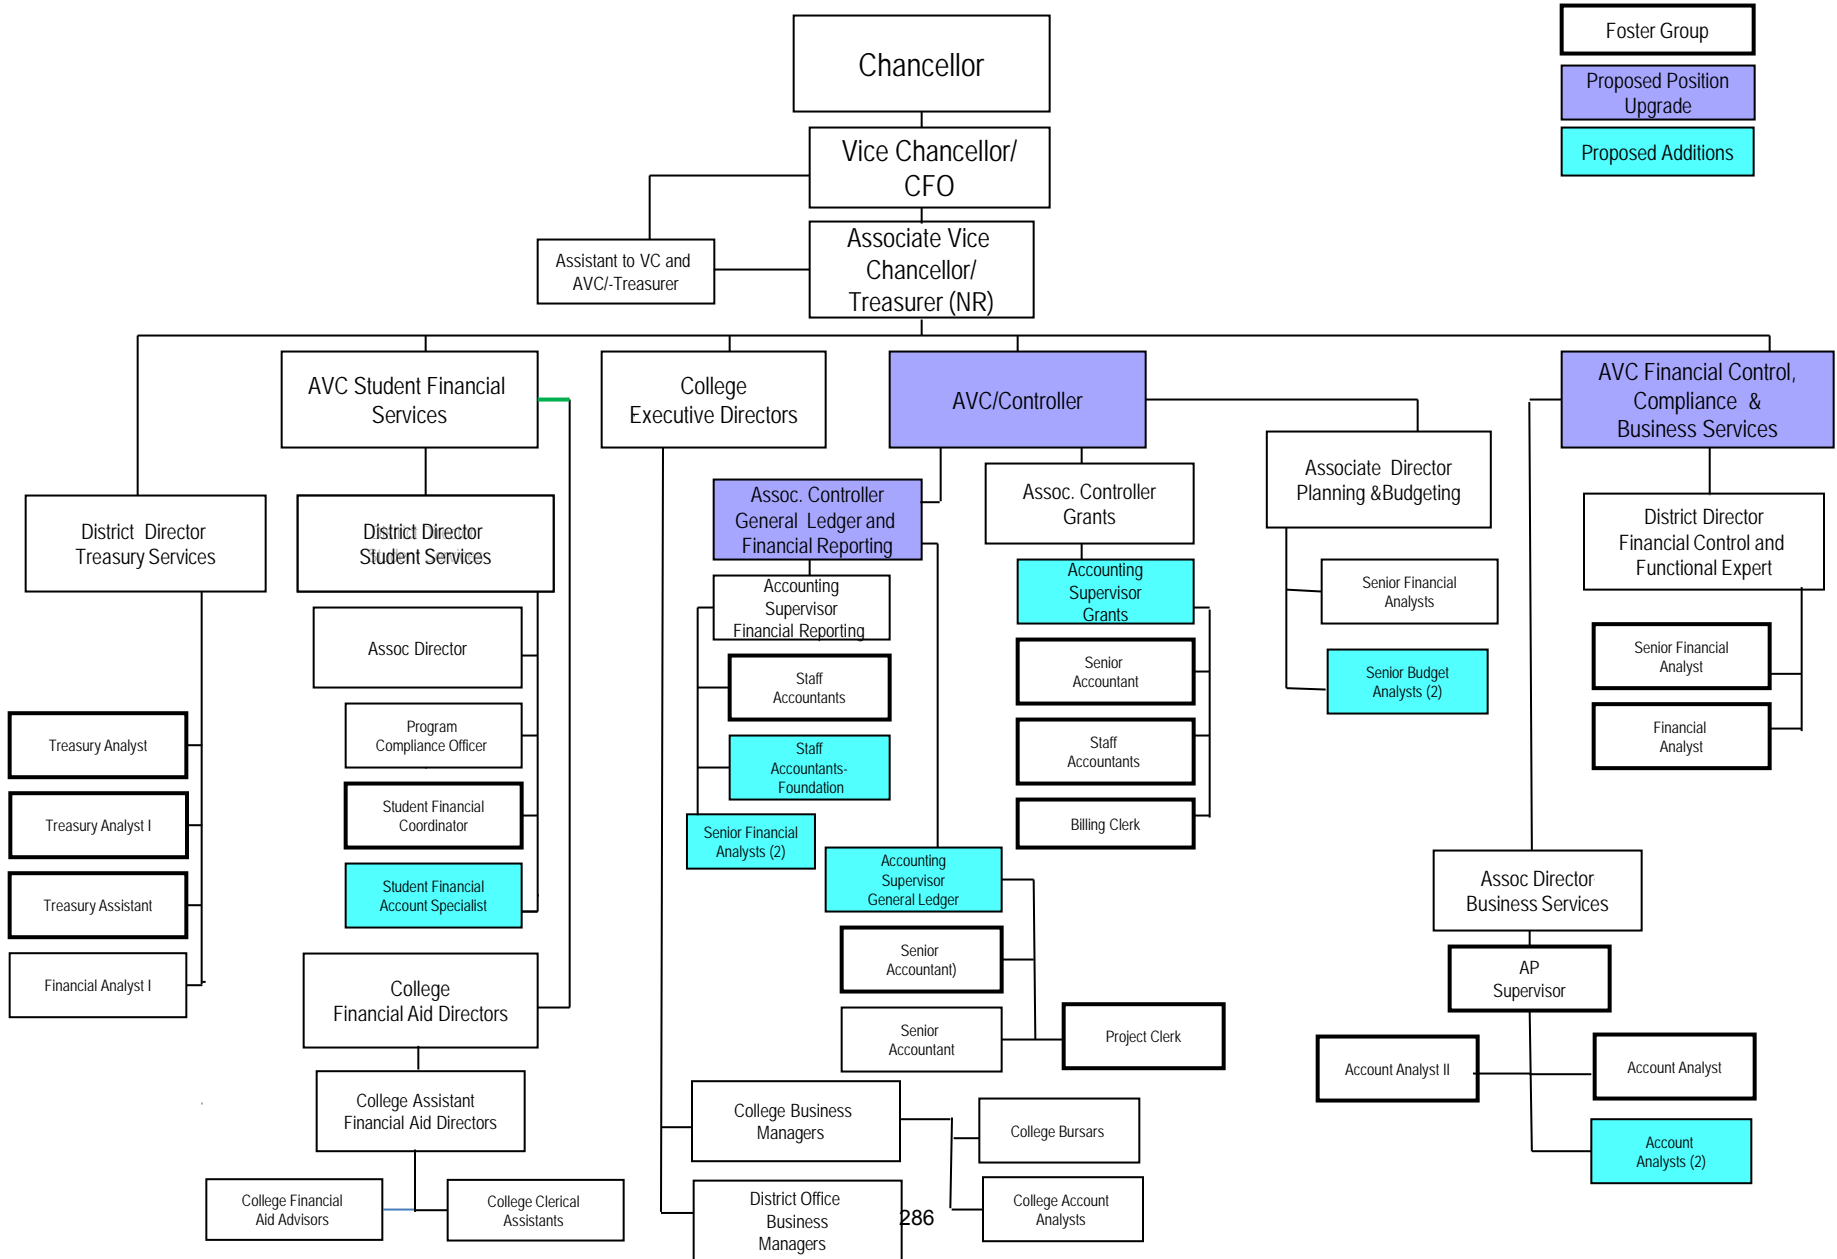 Chancellor
Foster Group
Proposed Position
Upgrade
Proposed Additions
Vice Chancellor/
CFO
Assistant to VC and
AVC/-Treasurer
Associate Vice
Chancellor/
Treasurer (NR)
AVC Student Financial
Services
College
Executive Directors
AVC/Controller
AVC Financial Control,
Compliance &
Business Services
Associate Director
Planning &Budgeting
District Director
Treasury Services
District Director
Student Services
Assoc. Controller
General Ledger and
Financial Reporting
Assoc. Controller
Grants
District Director
Financial Control and
Functional Expert
Accounting
Supervisor
Financial Reporting
Accounting
Supervisor
Grants
Senior Financial
Analysts
Assoc Director
Staff
Accountants
Senior
Accountant
Senior Budget
Analysts (2)
Senior Financial
Analyst
Treasury Analyst
Program
Compliance Officer
Staff
Accountants-
Foundation
Staff
Accountants
Financial
Analyst
Treasury Analyst I
Student Financial
Coordinator
Senior Financial
Analysts (2)
Billing Clerk
Treasury Assistant
Student Financial
Account Specialist
Accounting
Supervisor
General Ledger
Assoc Director
Business Services
Financial Analyst I
College
Financial Aid Directors
Senior
Accountant)
AP
Supervisor
Senior
Accountant
Project Clerk
Account Analyst II
Account Analyst
College Assistant
Financial Aid Directors
College Business
Managers
College Bursars
Account
Analysts (2)
College Financial
Aid Advisors
College Clerical
Assistants
District Office
Business
Managers
College Account
Analysts
286